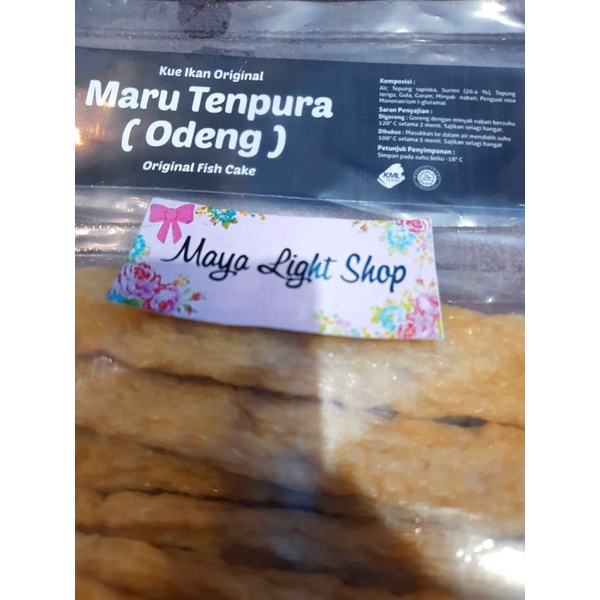 Kue Ikan Original
Maru Tenpura
( Odeng )
Original Fish Cake
Komposisi :
Air, Tepung tapioka, Surimi (20.4 %), Tepung
terigu, Gula, Garam, Minyak nabati, Penguat rasa
Mononatrium l-glutamat
Saran Penyajian :
Digoreng : Goreng dengan minyak nabati bersuhu
120° C selama 2 menit. Sajikan selagi hangat
Dikukus : Masukkan ke dalam air mendidih suhu
100° C selama 5 menit. Sajikan selagi hangat
Petunjuk Penyimpanan :
Simpan pada suhu beku -18° C
KML
Maya Light Shop